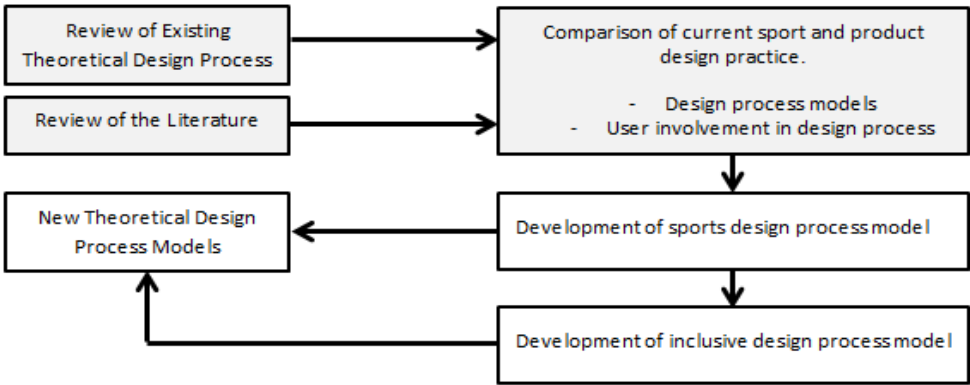 Review of Existing
Theoretical Design Process
Review of the Literature
Comparison of current sport and product
design practice.
- Design process models
- User involvement in design process
New Theoretical Design
Process Models
Development of sports design process model
Development of inclusive design process model